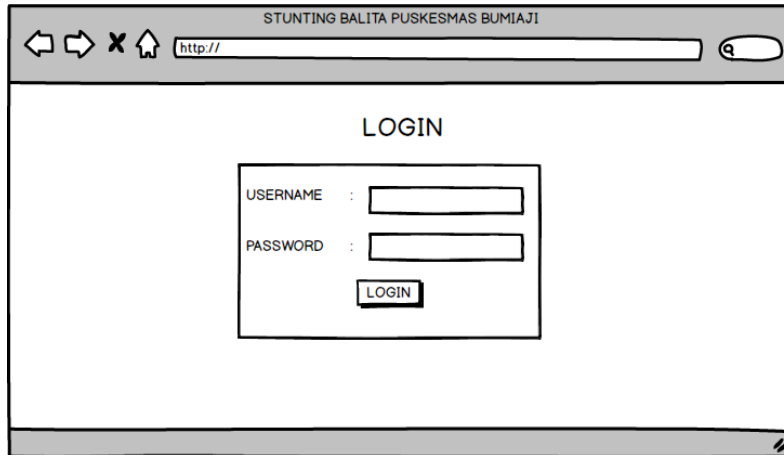 STUNTING BALITA PUSKESMAS BUMIAJI
http://
LOGIN
USERNAME :
PASSWORD :
LOGIN